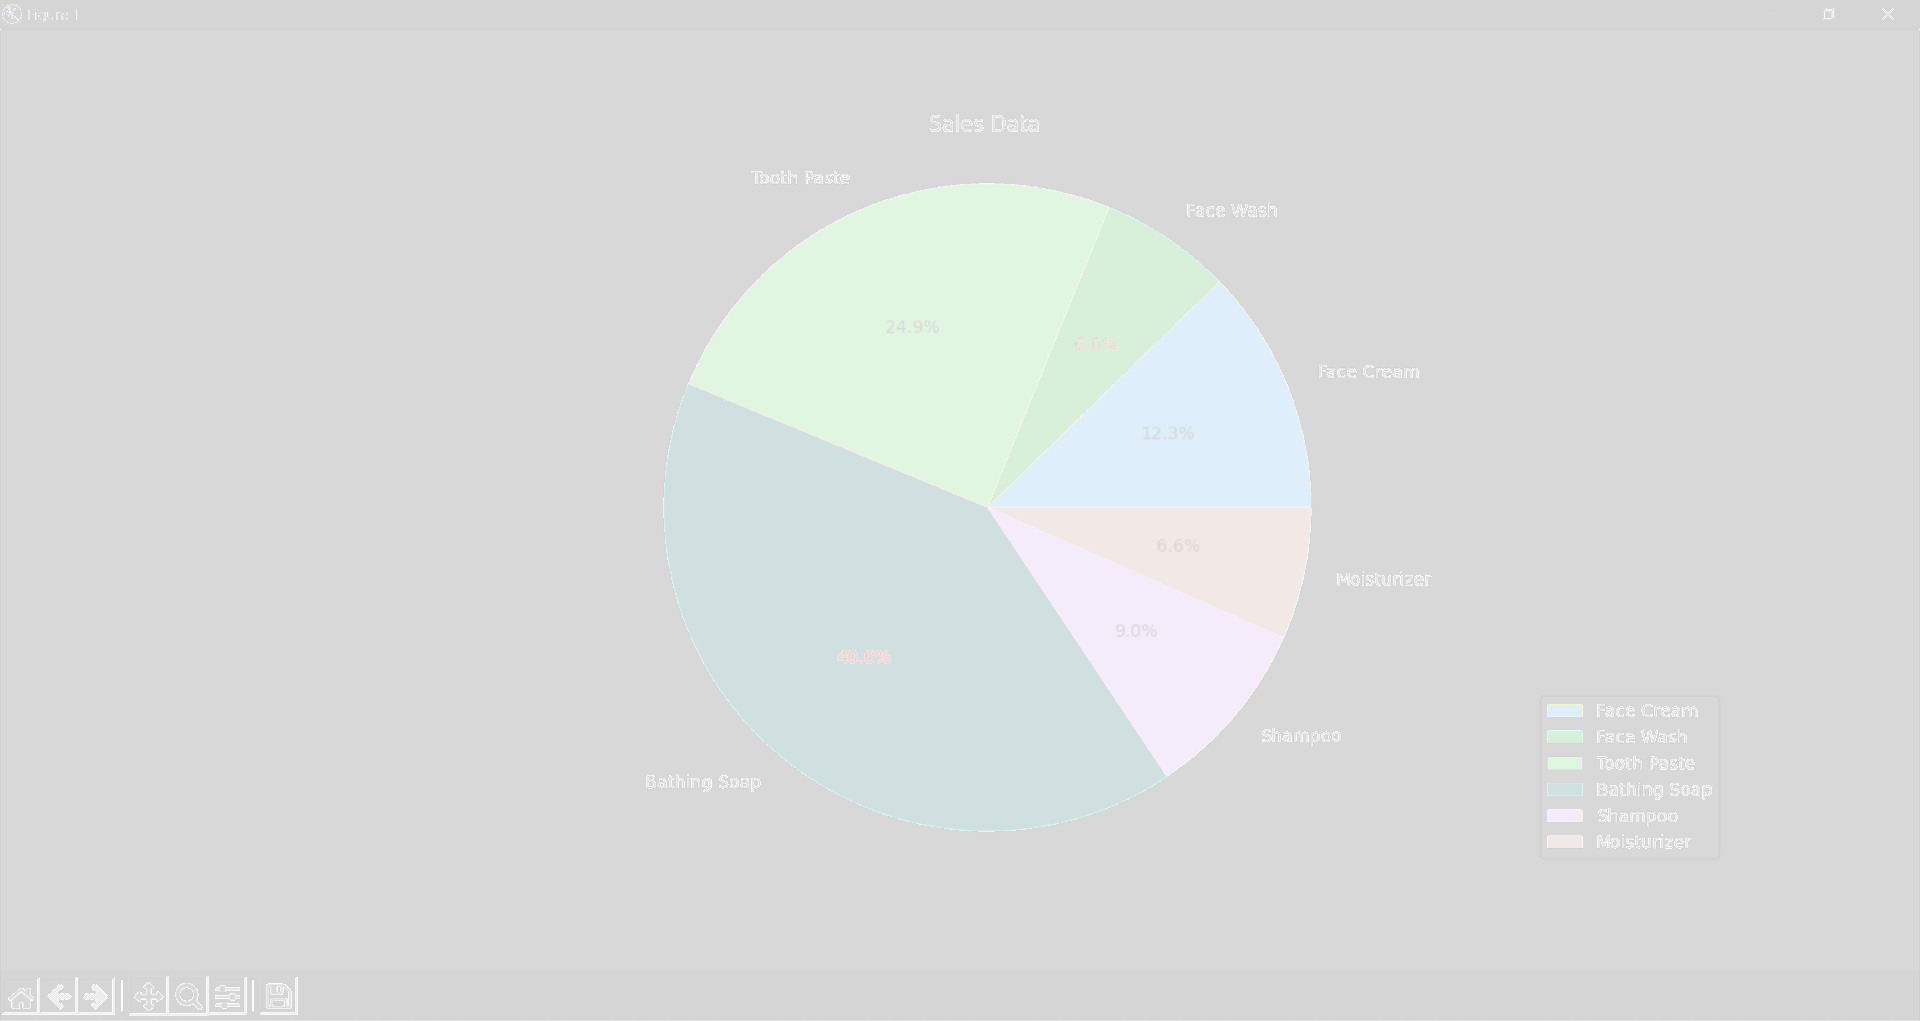 Figure 1
Sales Data
Tooth Paste
Face Wash
24.9%
Face Cream
12.3%
6.6%
Moisturizer
9.0%
Shampoo
Bathing Soap
Face Cream
Face Wash
Tooth Paste
Bathing Soap
Shampoo
Moisturizer